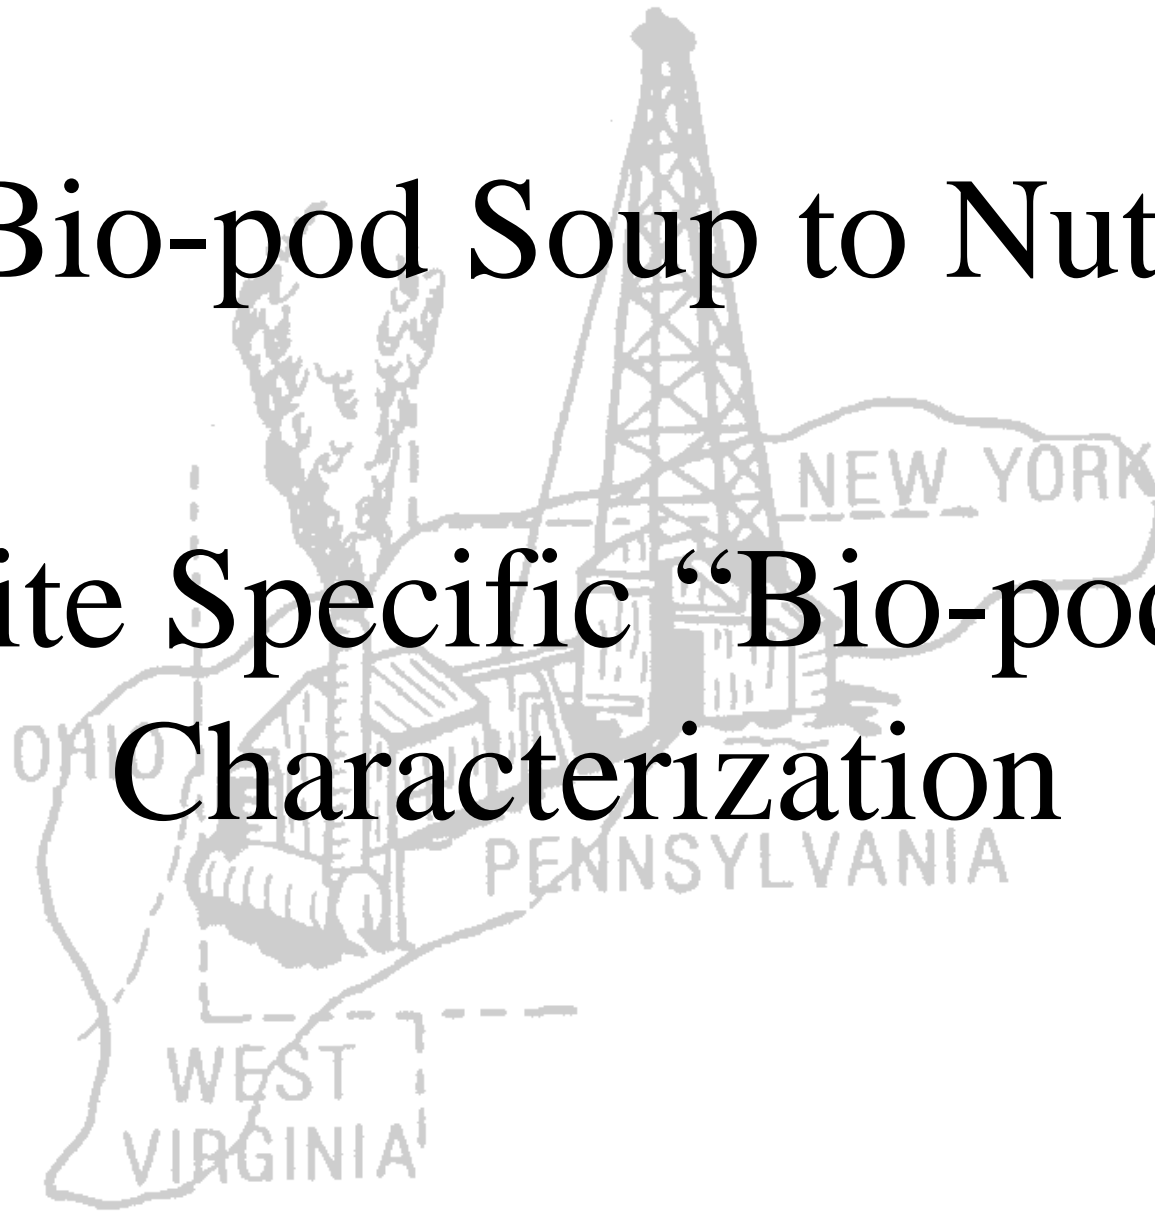 Bio-pod Soup to Nut
NEW YORK
ite Specific “Bio-pod
OHIO
Characterization
PENNSYLVANIA
WEST
VIRGINIA